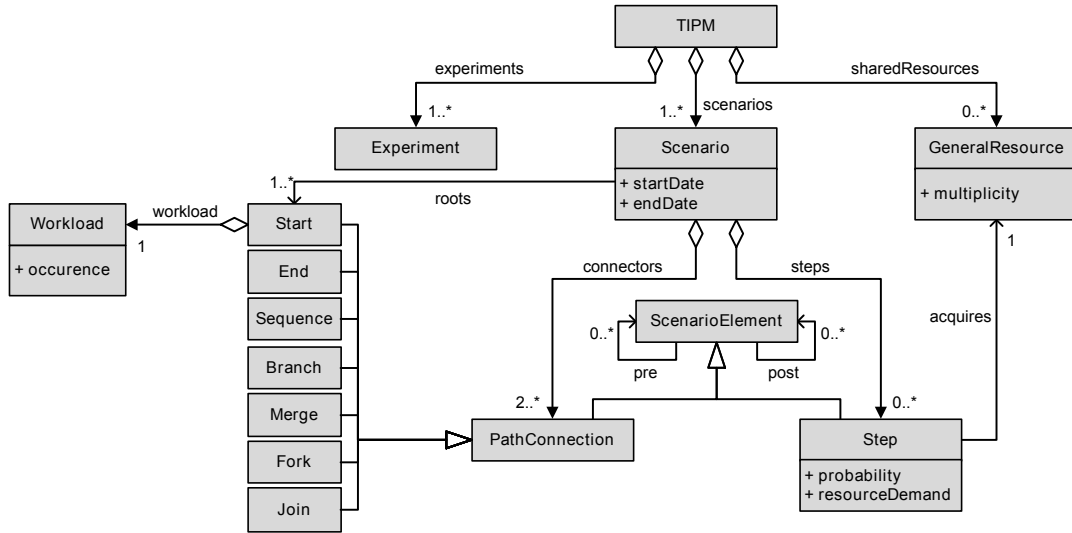 TIPM
experiments
sharedResources
scenarios
1..*
1..*
0..*
Experiment
Scenario
GeneralResource
+ startDate
+ endDate
+ multiplicity
1..*
roots
Workload
workload
1
Start
1
+ occurence
End
connectors
steps
Sequence
ScenarioElement
acquires
0..*
0..*
Branch
pre
post
Merge
2..*
0..*
PathConnection
Step
Fork
+ probability
+ resourceDemand
Join